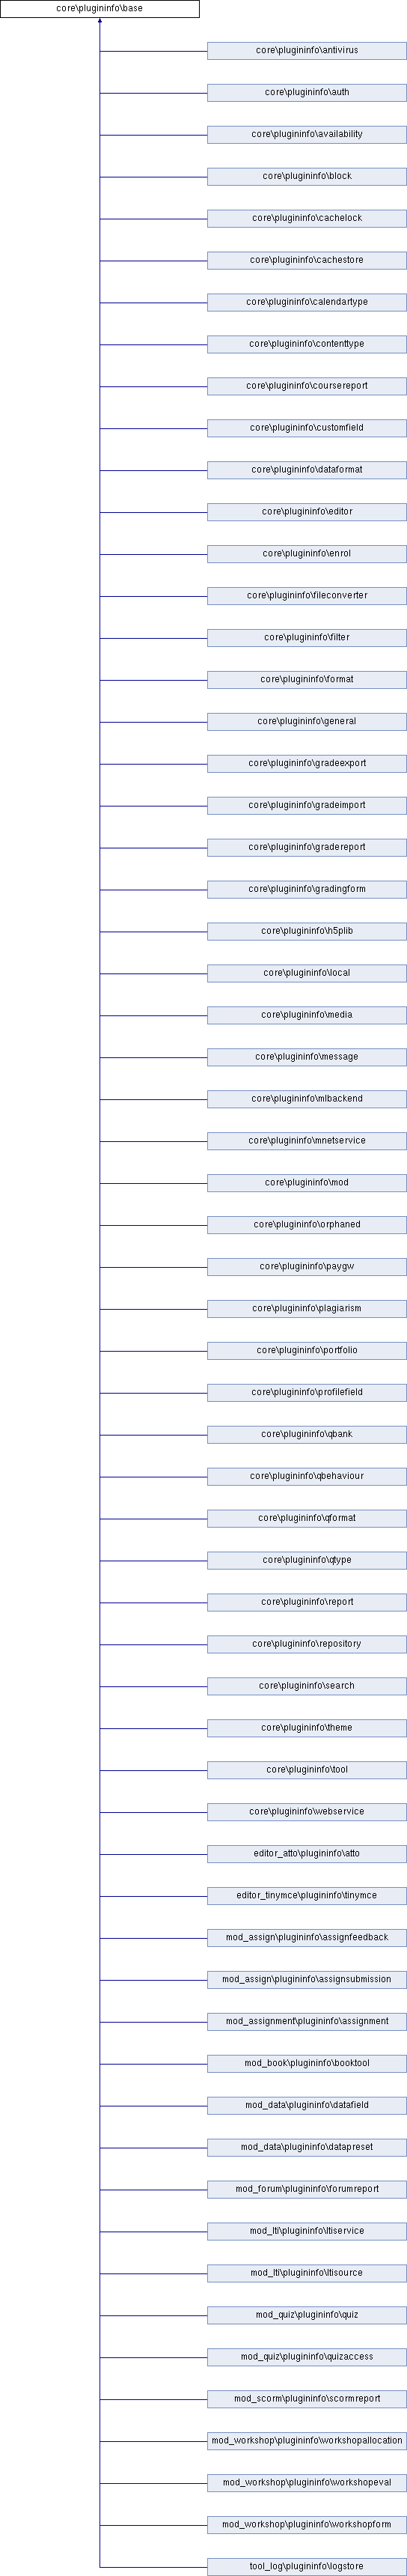 core\plugininfo\base
core\plugininfo\antivirus
core\plugininfo\auth
core\plugininfo\availability
core\plugininfo\block
core\plugininfo\cachelock
core\plugininfo\cachestore
core\plugininfo\calendartype
core\plugininfo\contenttype
core\plugininfo\coursereport
core\plugininfo\customfield
core\plugininfo\dataformat
core\plugininfo\editor
core\plugininfo\enrol
core\plugininfo\fileconverter
core\plugininfo\filter
core\plugininfo\format
core\plugininfo\general
core\plugininfo\gradeexport
core\plugininfo\gradeimport
core\plugininfo\gradereport
core\plugininfo\gradingform
core\plugininfo\h5plib
core\plugininfo\local
core\plugininfo\media
core\plugininfo\message
core\plugininfo\mlbackend
core\plugininfo\mnetservice
core\plugininfo\mod
core\plugininfo\orphaned
core\plugininfo\paygw
core\plugininfo\plagiarism
core\plugininfo\portfolio
core\plugininfo\profilefield
core\plugininfo\qbank
core\plugininfo\qbehaviour
core\plugininfo\qformat
core\plugininfo\qtype
core\plugininfo\report
core\plugininfo\repository
core\plugininfo\search
core\plugininfo\theme
core\plugininfo\tool
core\plugininfo\webservice
editor_atto\plugininfo\atto
editor_tinymce\plugininfo\tinymce
mod_assign\plugininfo\assignfeedback
mod_assign\plugininfo\assignsubmission
mod_assignment\plugininfo\assignment
mod_book\plugininfo\booktool
mod_data\plugininfo\datafield
mod_data\plugininfo\datapreset
mod_forum\plugininfo\forumreport
mod_lti\plugininfo\ltiservice
mod_lti\plugininfo\ltisource
mod_quiz\plugininfo\quiz
mod_quiz\plugininfo\quizaccess
mod_scorm\plugininfo\scormreport
mod_workshop\plugininfo\workshopallocation
mod_workshop\plugininfo\workshopeval
mod_workshop\plugininfo\workshopform
tool_log\plugininfo\logstore